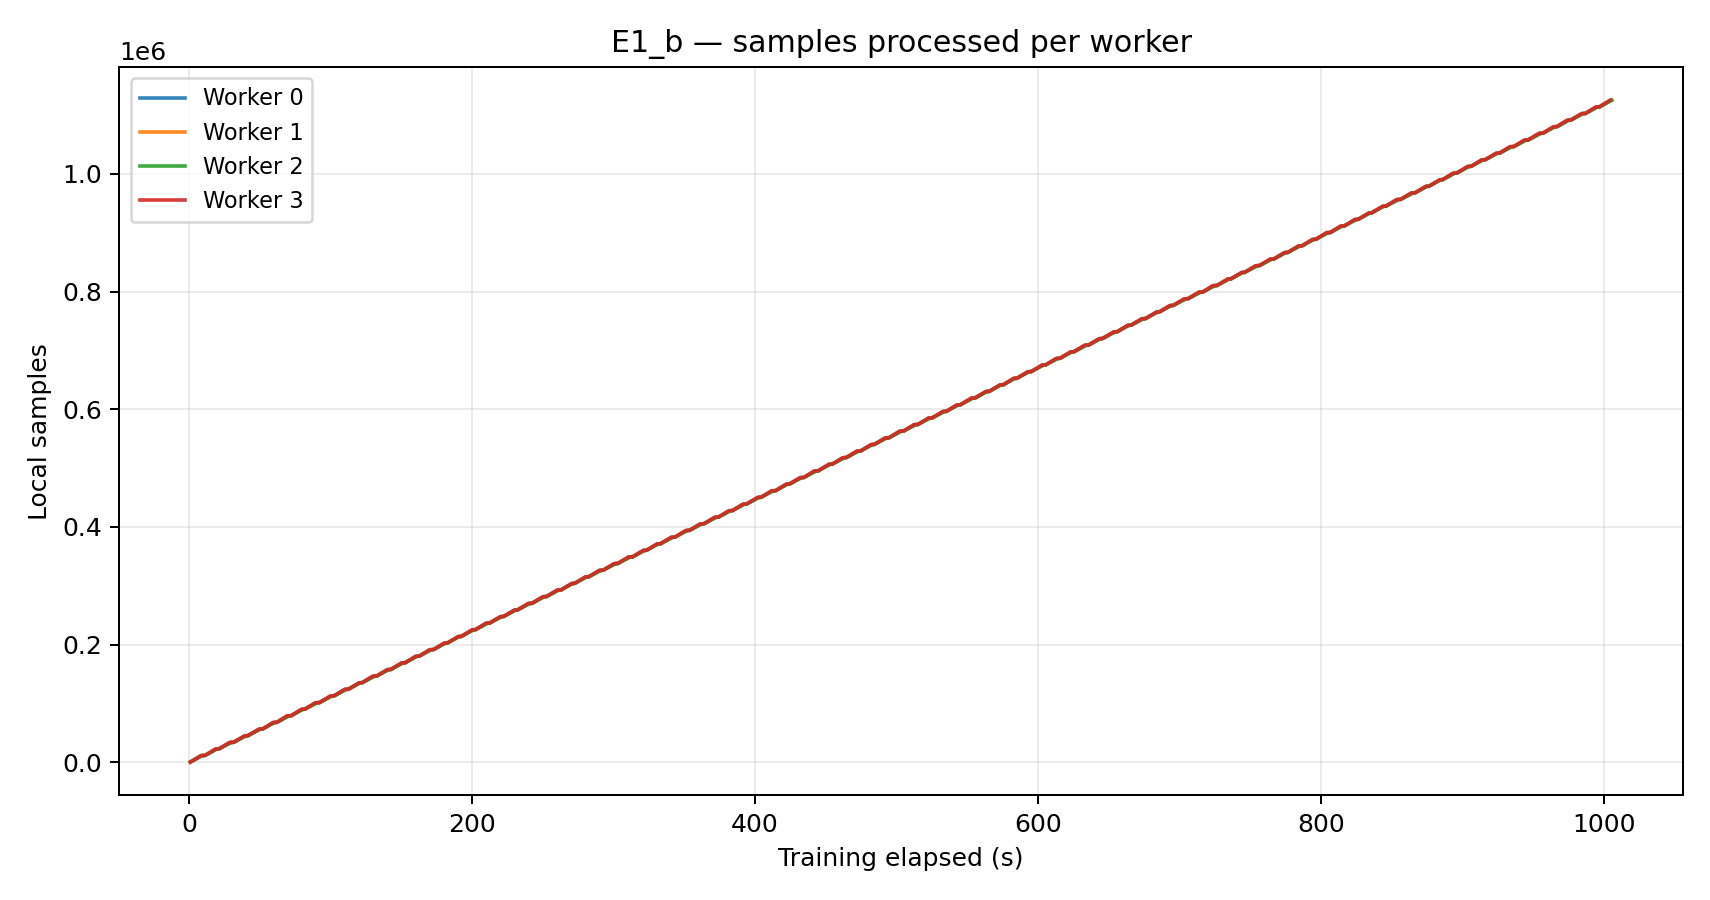 E1_b — samples processed per worker
1e6
Worker 0
Worker 1
Worker 2
Worker 3
1.0
0.8
0.6
0.4
0.2
0.0
Local samples
0 200 400 600 800 1000
Training elapsed (s)